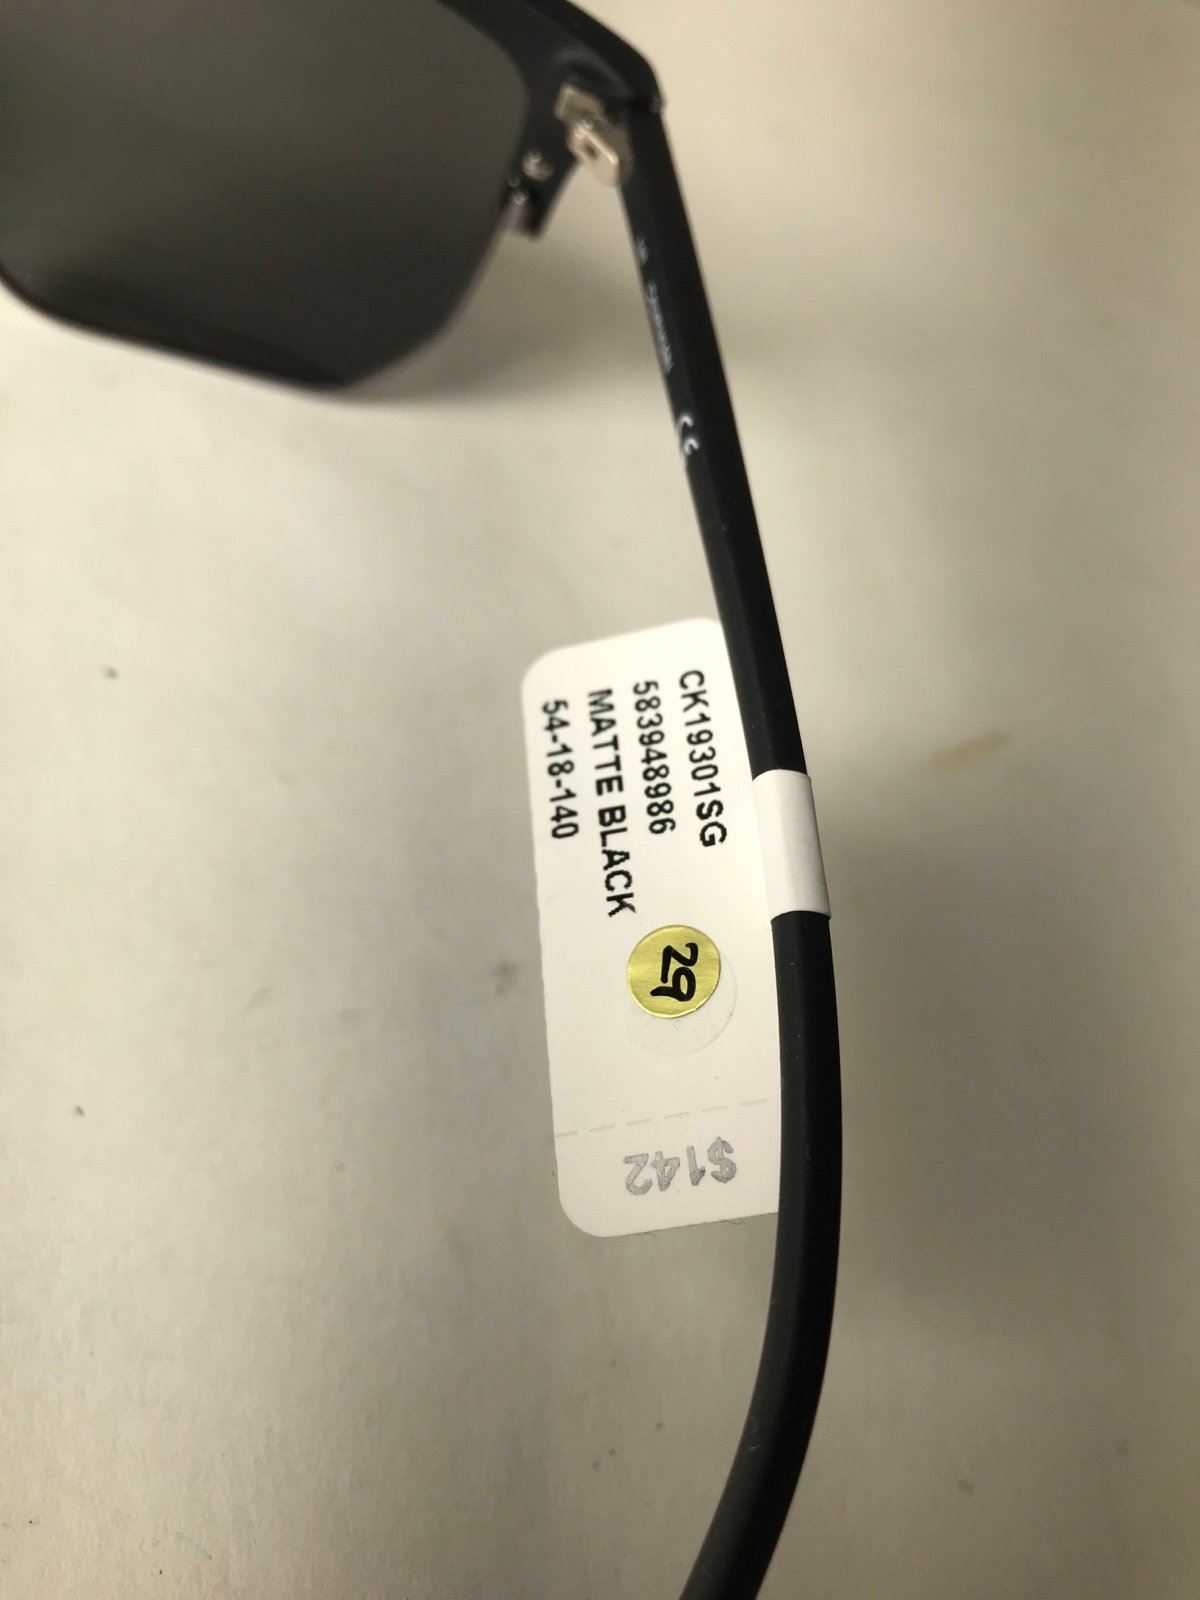 CK19301SG
583948986
MATTE BLACK
54-18-140
29
$142
CE